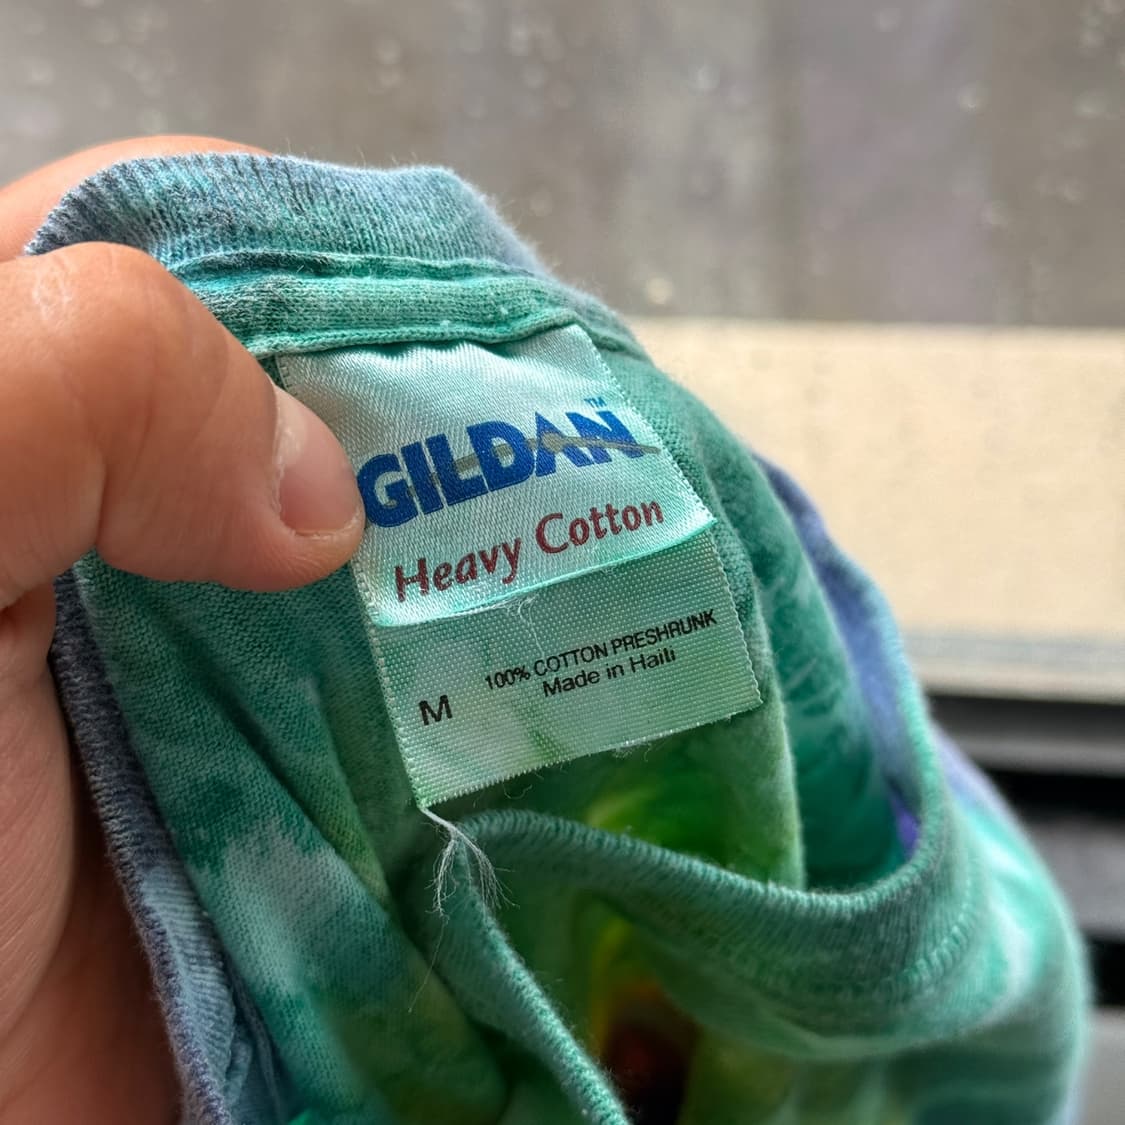 GILDAN™
Heavy Cotton
100% COTTON PRESHRUNK
Made in Haiti
M